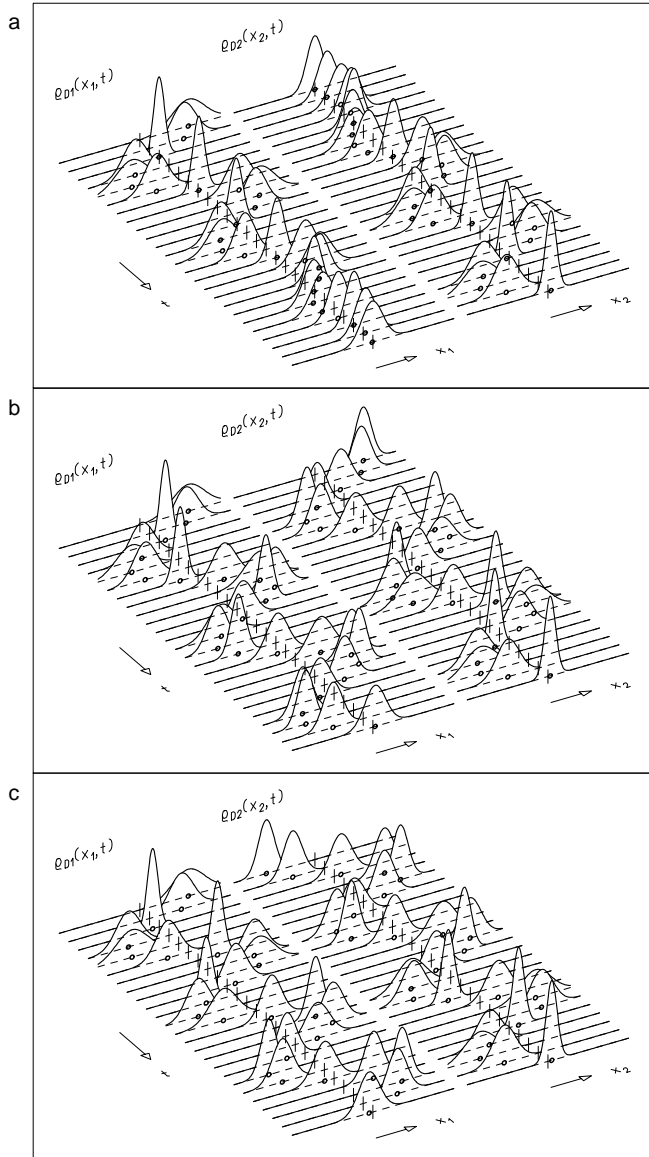 a
ϱD2(x2,t)
ϱD1(x1,t)
t
x1
x2
b
ϱD2(x2,t)
ϱD1(x1,t)
t
x1
x2
c
ϱD2(x2,t)
ϱD1(x1,t)
t
x1
x2